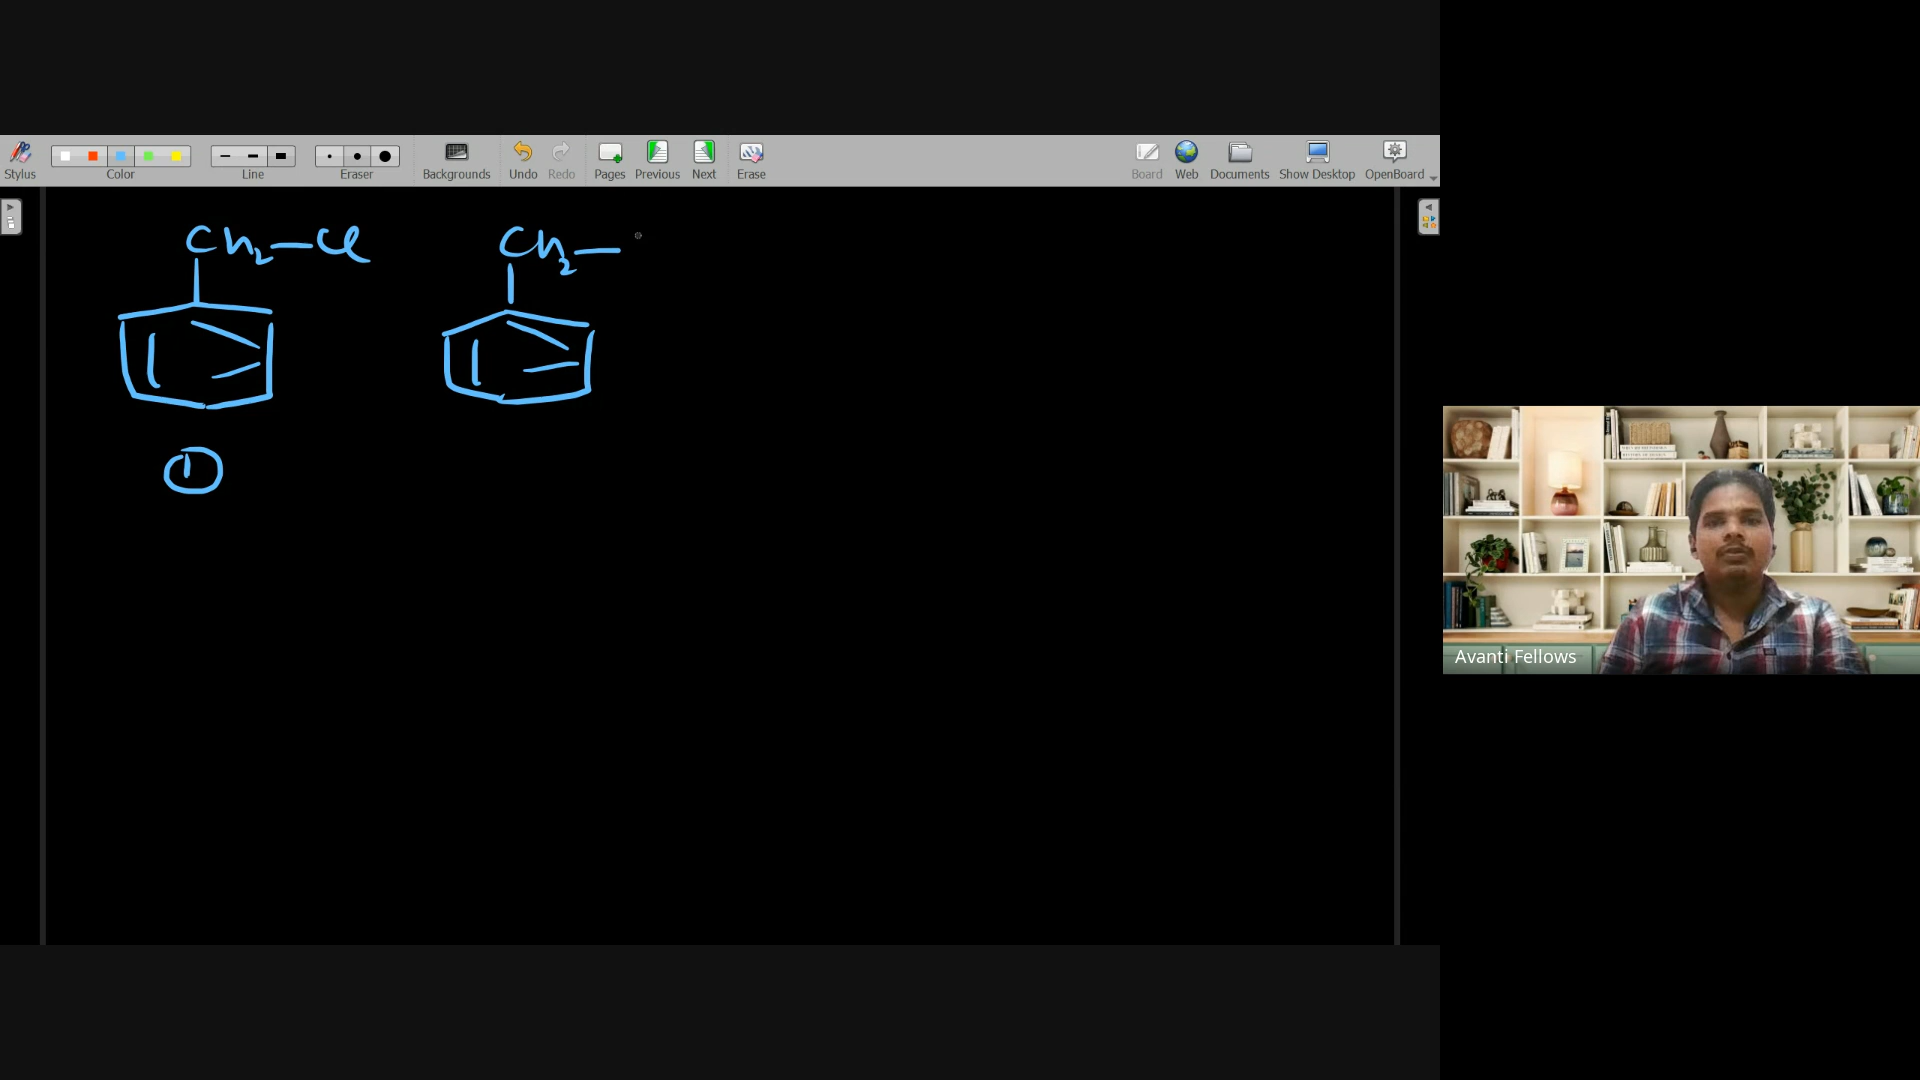 Stylus Color Line Eraser Backgrounds Undo Redo Pages Previous Next Erase Board Web Documents Show Desktop OpenBoard
CH2—Cl CH2—
1
Avanti Fellows